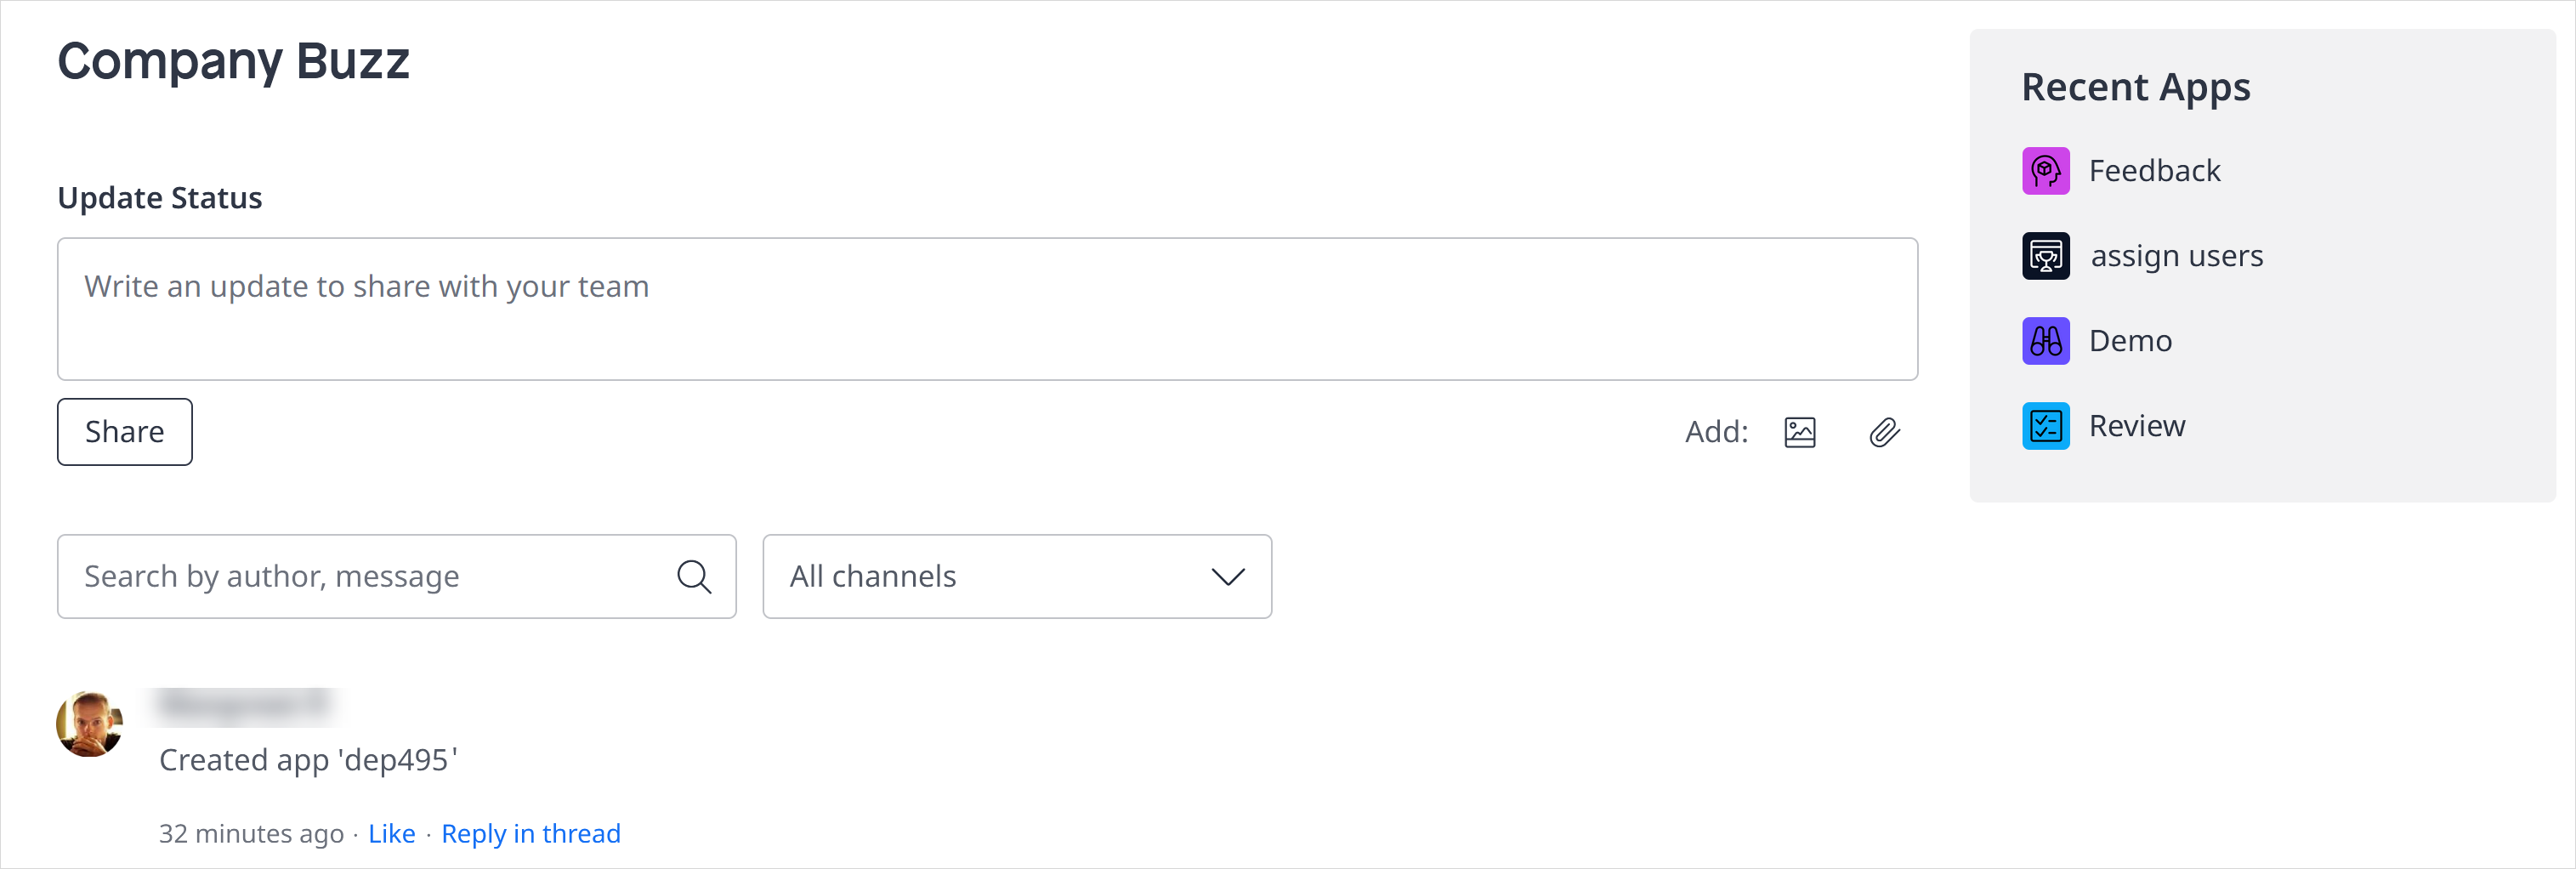 Company Buzz
Update Status
Write an update to share with your team
Share
Add:
Search by author, message
All channels
Created app 'dep495'
32 minutes ago · Like · Reply in thread
Recent Apps
Feedback
assign users
Demo
Review